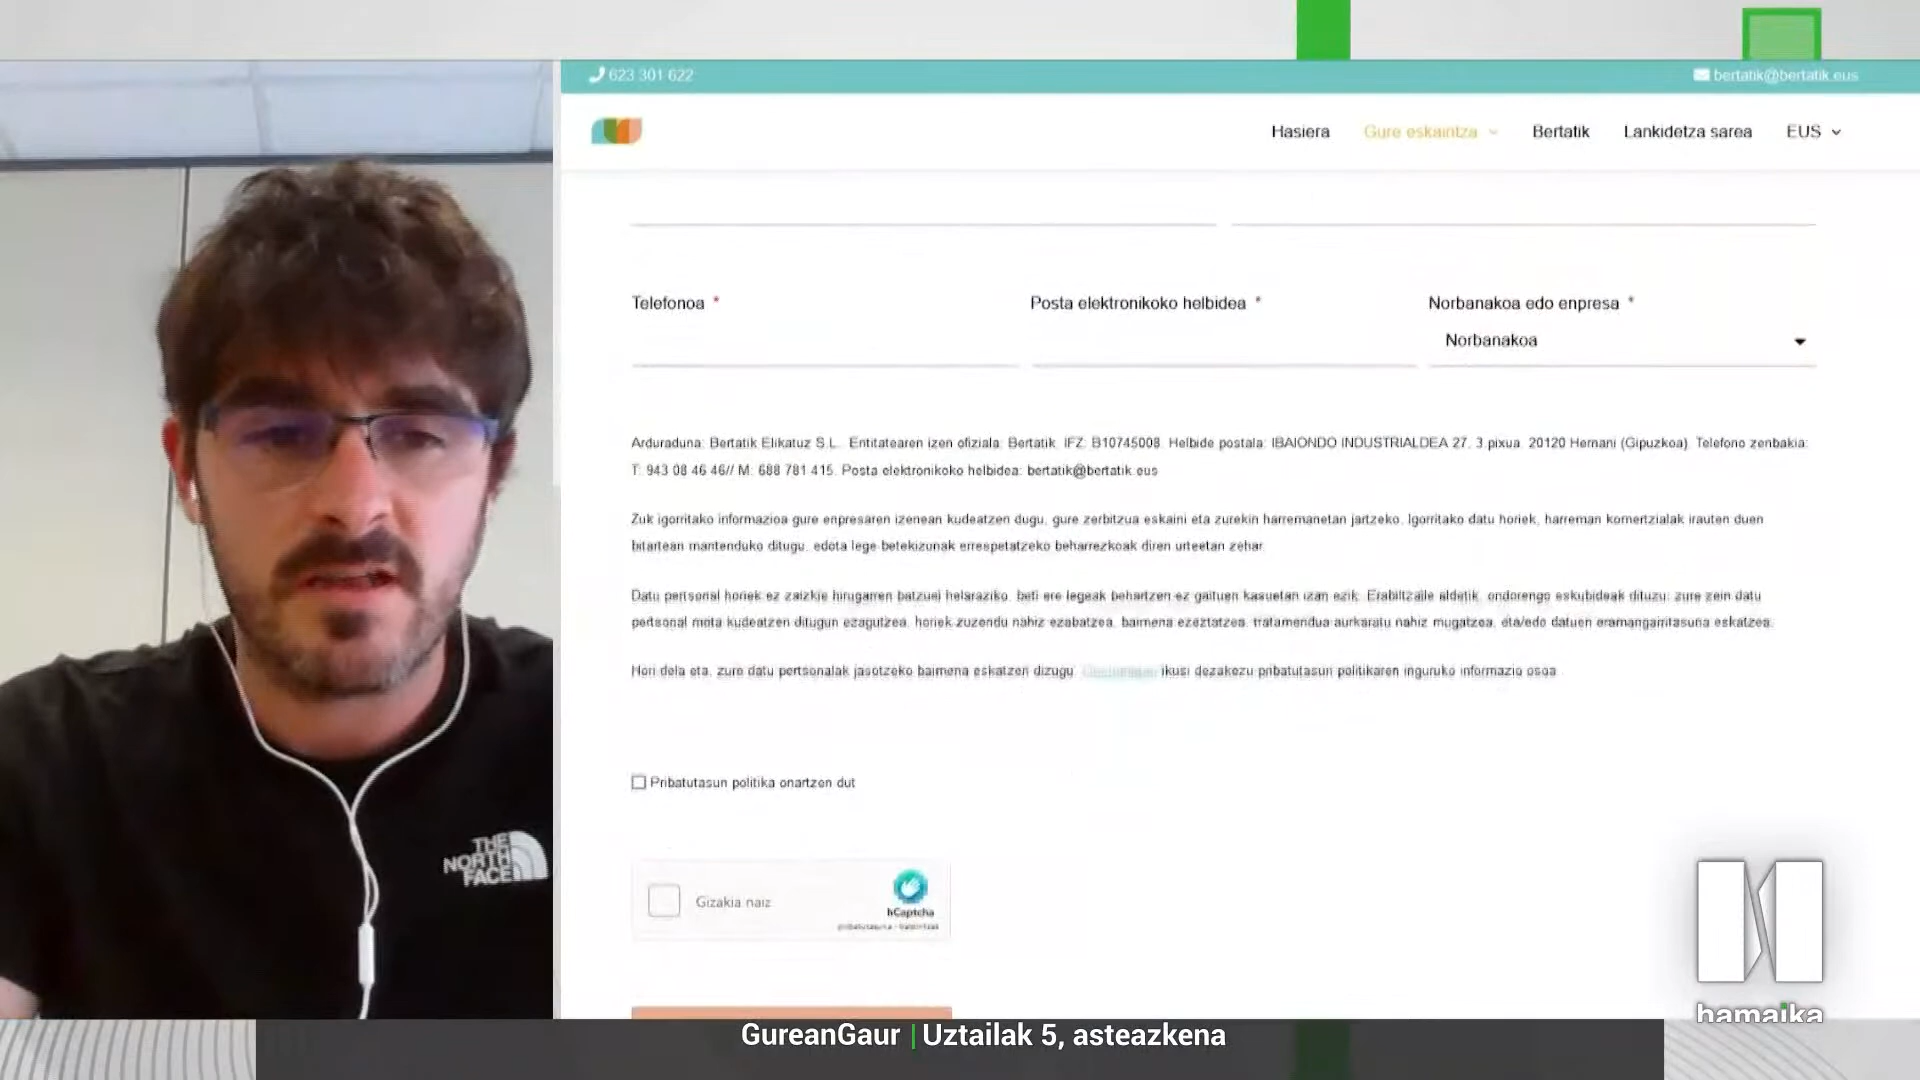 623 301 622
bertatik@bertatik.eus
Hasiera
Gure eskaintza
Bertatik
Lankidetza sarea
EUS
Telefonoa *
Posta elektronikoko helbidea *
Norbanakoa edo enpresa *
Norbanakoa
Arduraduna: Bertatik Elikatuz S.L.. Entitatearen izen ofiziala: Bertatik. IFZ: B10745008. Helbide postala: IBAIONDO INDUSTRIALDEA 27, 3 pixua. 20120 Hernani (Gipuzkoa). Telefono zenbakia:
T: 943 08 46 46// M: 688 781 415. Posta elektronikoko helbidea: bertatik@bertatik.eus
Zuk igorritako informazioa gure enpresaren izenean kudeatzen dugu, gure zerbitzua eskaini eta zurekin harremanetan jartzeko. Igorritako datu horiek, harreman komertzialak irauten duen
bitartean mantenduko ditugu, edota lege betekizunak errespetatzeko beharrezkoak diren urteetan zehar.
Datu pertsonal horiek ez zaizkie hirugarren batzuei helaraziko, beti ere legeak behartzen ez gaituen kasuetan izan ezik. Erabiltzaile aldetik, ondorengo eskubideak dituzu: zure zein datu
pertsonal mota kudeatzen ditugun ezagutzea, horiek zuzendu nahiz ezabatzea, baimena ezeztatzea, tratamendua aurkaratu nahiz mugatzea, eta/edo datuen eramangarritasuna eskatzea.
Hori dela eta, zure datu pertsonalak jasotzeko baimena eskatzen dizugu. ikusi dezakezu pribatutasun politikaren inguruko informazio osoa
Pribatutasun politika onartzen dut
Gizakia naiz
hCaptcha
THE
NORTH
FACE
hamaika
GureanGaur | Uztailak 5, asteazkena